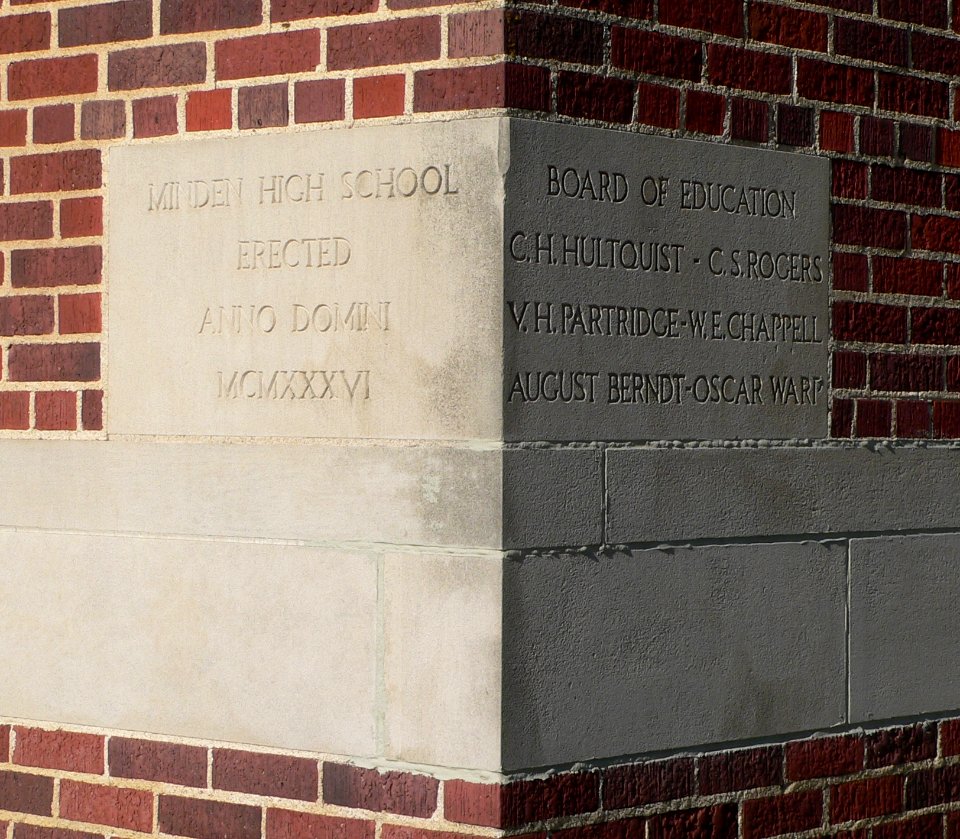 MINDEN HIGH SCHOOL
ERECTED
ANNO DOMINI
MCMXXXVI
BOARD OF EDUCATION
C.H.HULTQUIST - C.S.ROGERS
V.H.PARTRIDGE-W.E.CHAPPELL
AUGUST BERNDT-OSCAR WARP